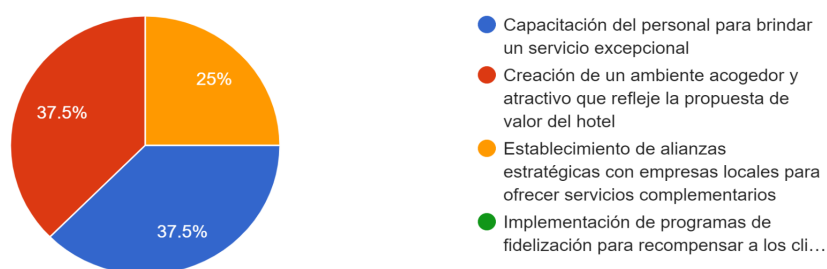 25%
37.5%
37.5%
Capacitación del personal para brindar
un servicio excepcional
Creación de un ambiente acogedor y
atractivo que refleje la propuesta de
valor del hotel
Establecimiento de alianzas
estratégicas con empresas locales para
ofrecer servicios complementarios
Implementación de programas de
fidelización para recompensar a los cli…